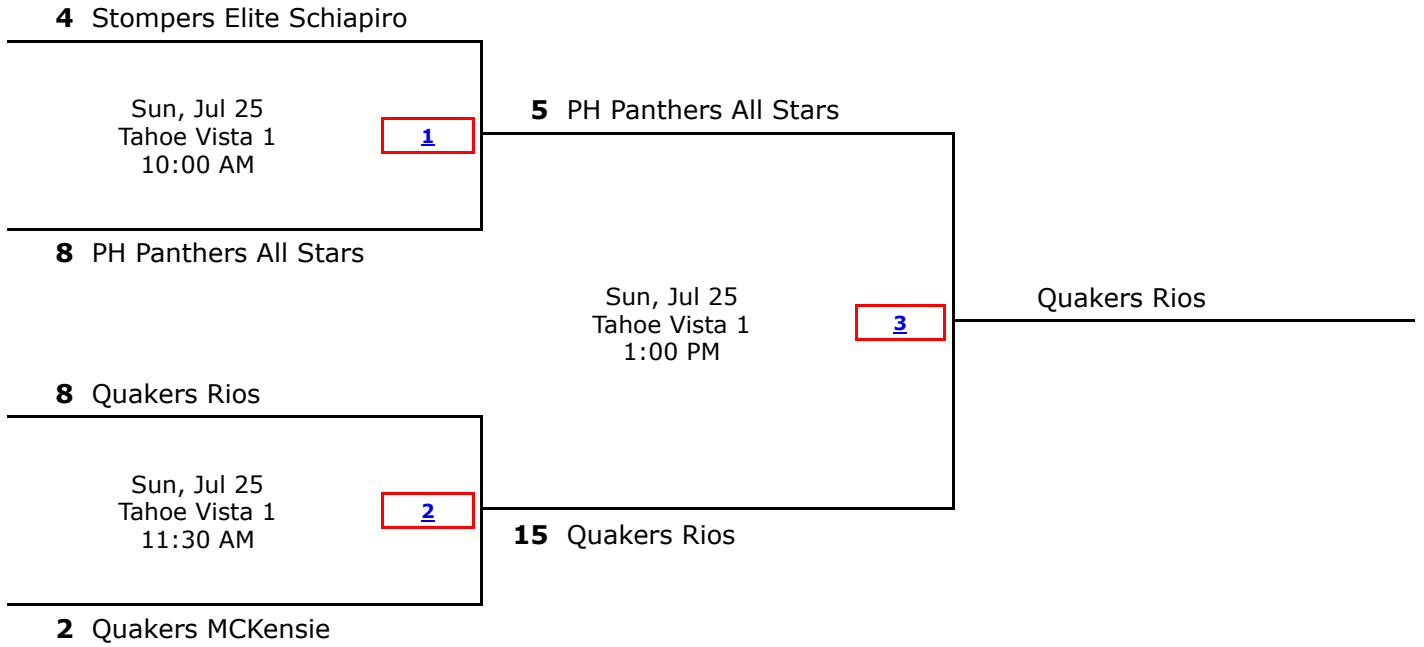 4 Stompers Elite Schiapiro
Sun, Jul 25
Tahoe Vista 1
10:00 AM
1
8 PH Panthers All Stars
5 PH Panthers All Stars
Sun, Jul 25
Tahoe Vista 1
1:00 PM
3
Quakers Rios
8 Quakers Rios
Sun, Jul 25
Tahoe Vista 1
11:30 AM
2
15 Quakers Rios
2 Quakers MCKensie